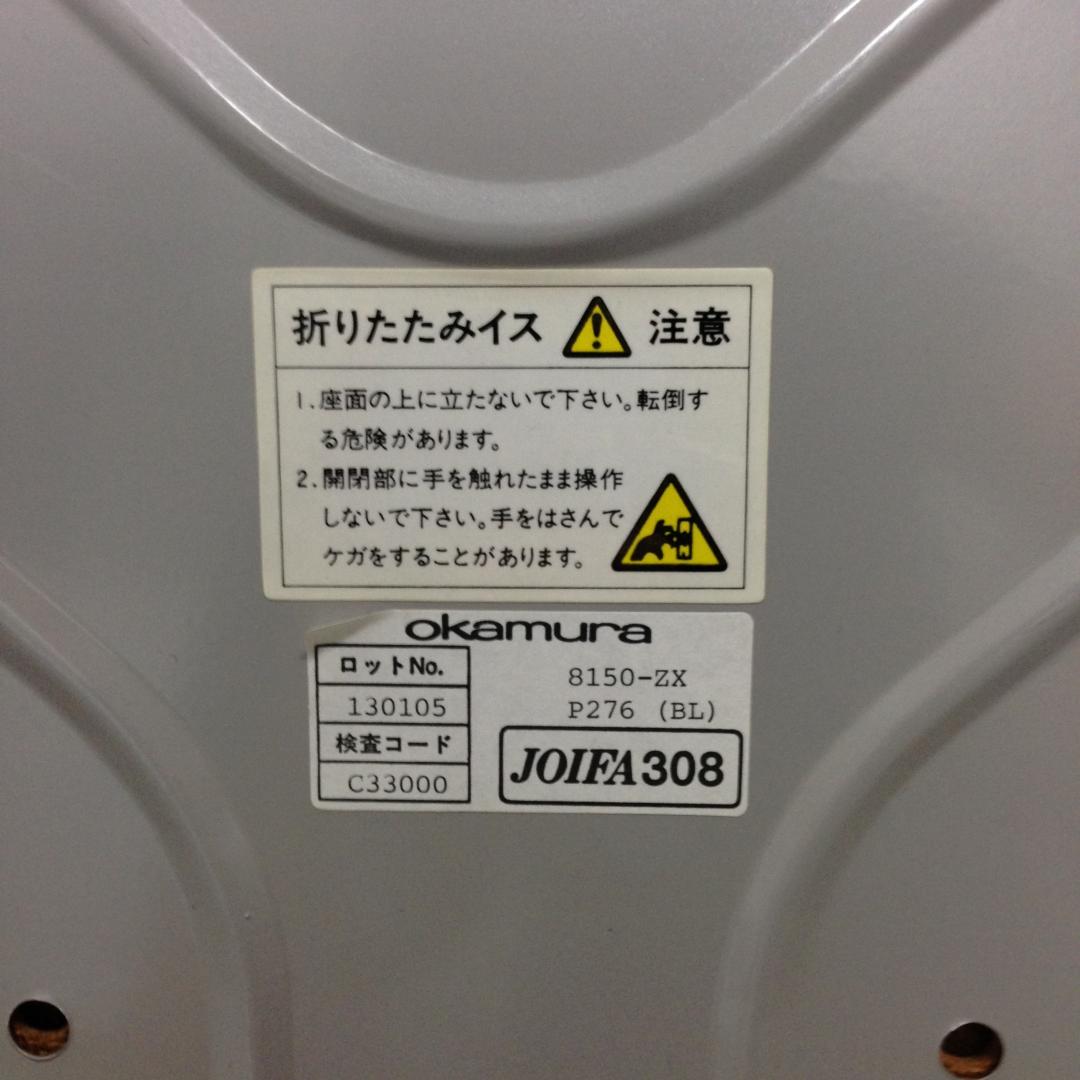 折りたたみイス 注意
1.座面の上に立たないで下さい。転倒す
る危険があります。
2.開閉部に手を触れたまま操作
しないで下さい。手をはさんで
ケガをすることがあります。
okamura
ロットNo.
130105
検査コード
C33000
8150-ZX
P276 (BL)
JOIFA308